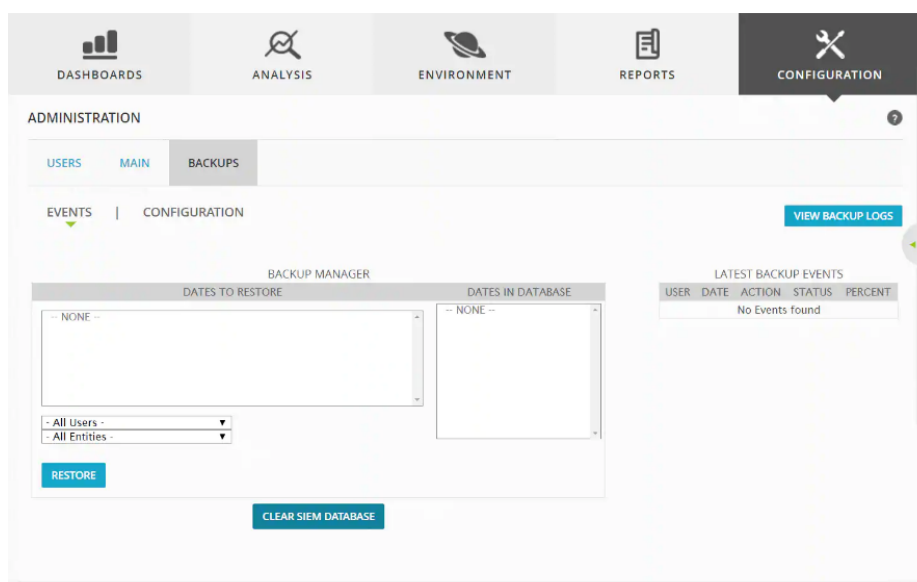 DASHBOARDS ANALYSIS ENVIRONMENT REPORTS CONFIGURATION
ADMINISTRATION ?
USERS MAIN BACKUPS
EVENTS | CONFIGURATION VIEW BACKUP LOGS
BACKUP MANAGER
DATES TO RESTORE DATES IN DATABASE
-- NONE -- -- NONE --
- All Users -
- All Entities -
RESTORE
CLEAR SIEM DATABASE
LATEST BACKUP EVENTS
USER DATE ACTION STATUS PERCENT
No Events found